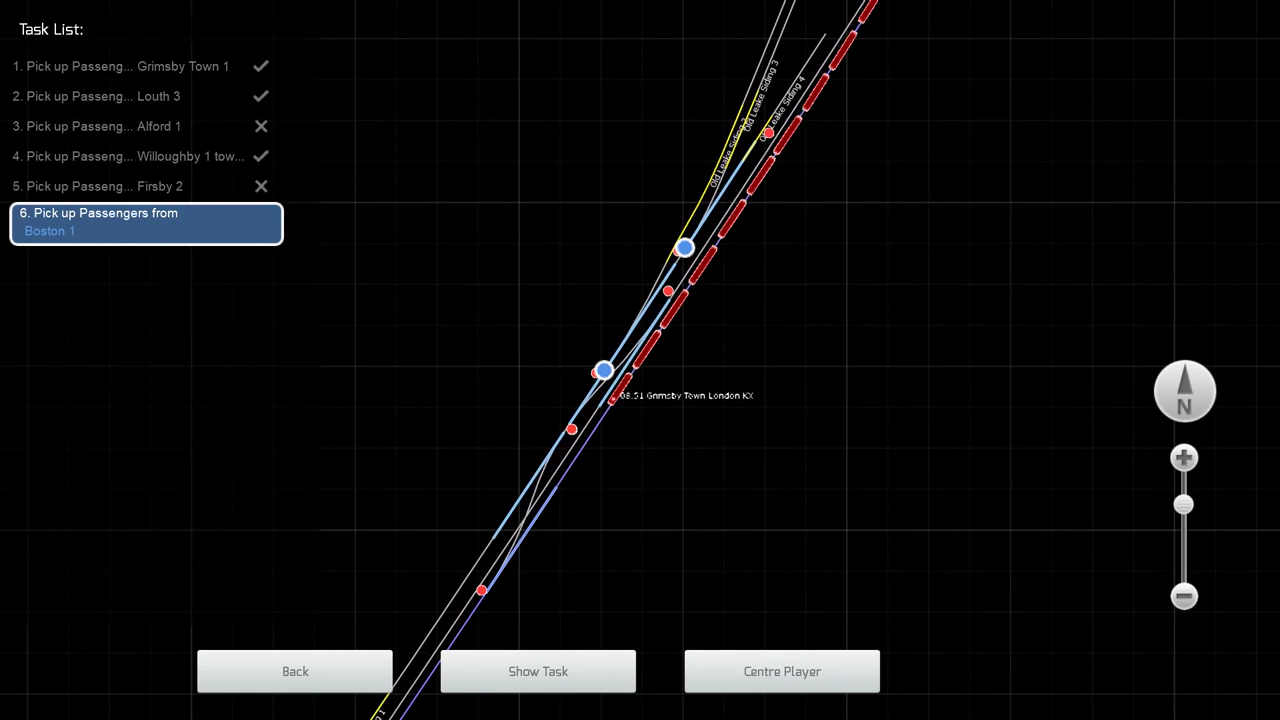 Task List:
1. Pick up Passeng... Grimsby Town 1
2. Pick up Passeng... Louth 3
3. Pick up Passeng... Alford 1
4. Pick up Passeng... Willoughby 1 tow...
5. Pick up Passeng... Firsby 2
6. Pick up Passengers from
Boston 1
Old Leake Siding 3
Old Leake Siding 4
Old Leake Siding
08.51 Grimsby Town London KX
N
Back
Show Task
Centre Player